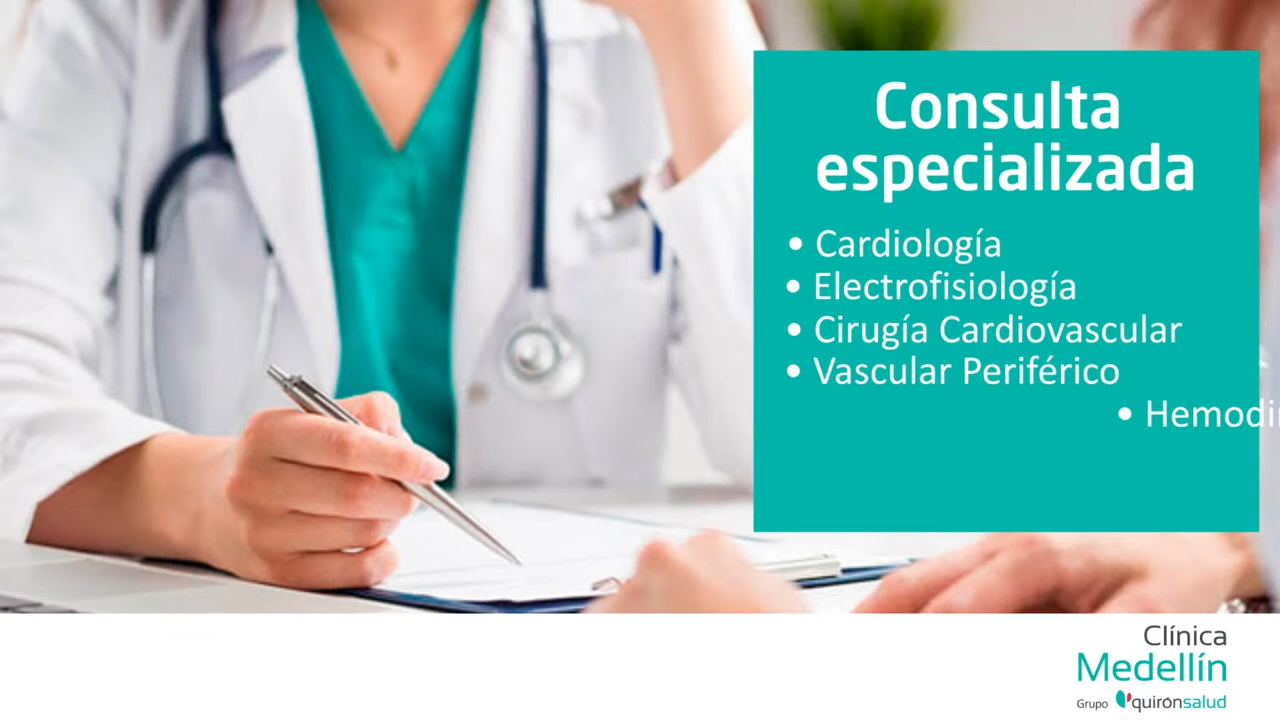 Consulta
especializada
• Cardiología
• Electrofisiología
• Cirugía Cardiovascular
• Vascular Periférico
Clínica
Medellín
Grupo quirónsalud